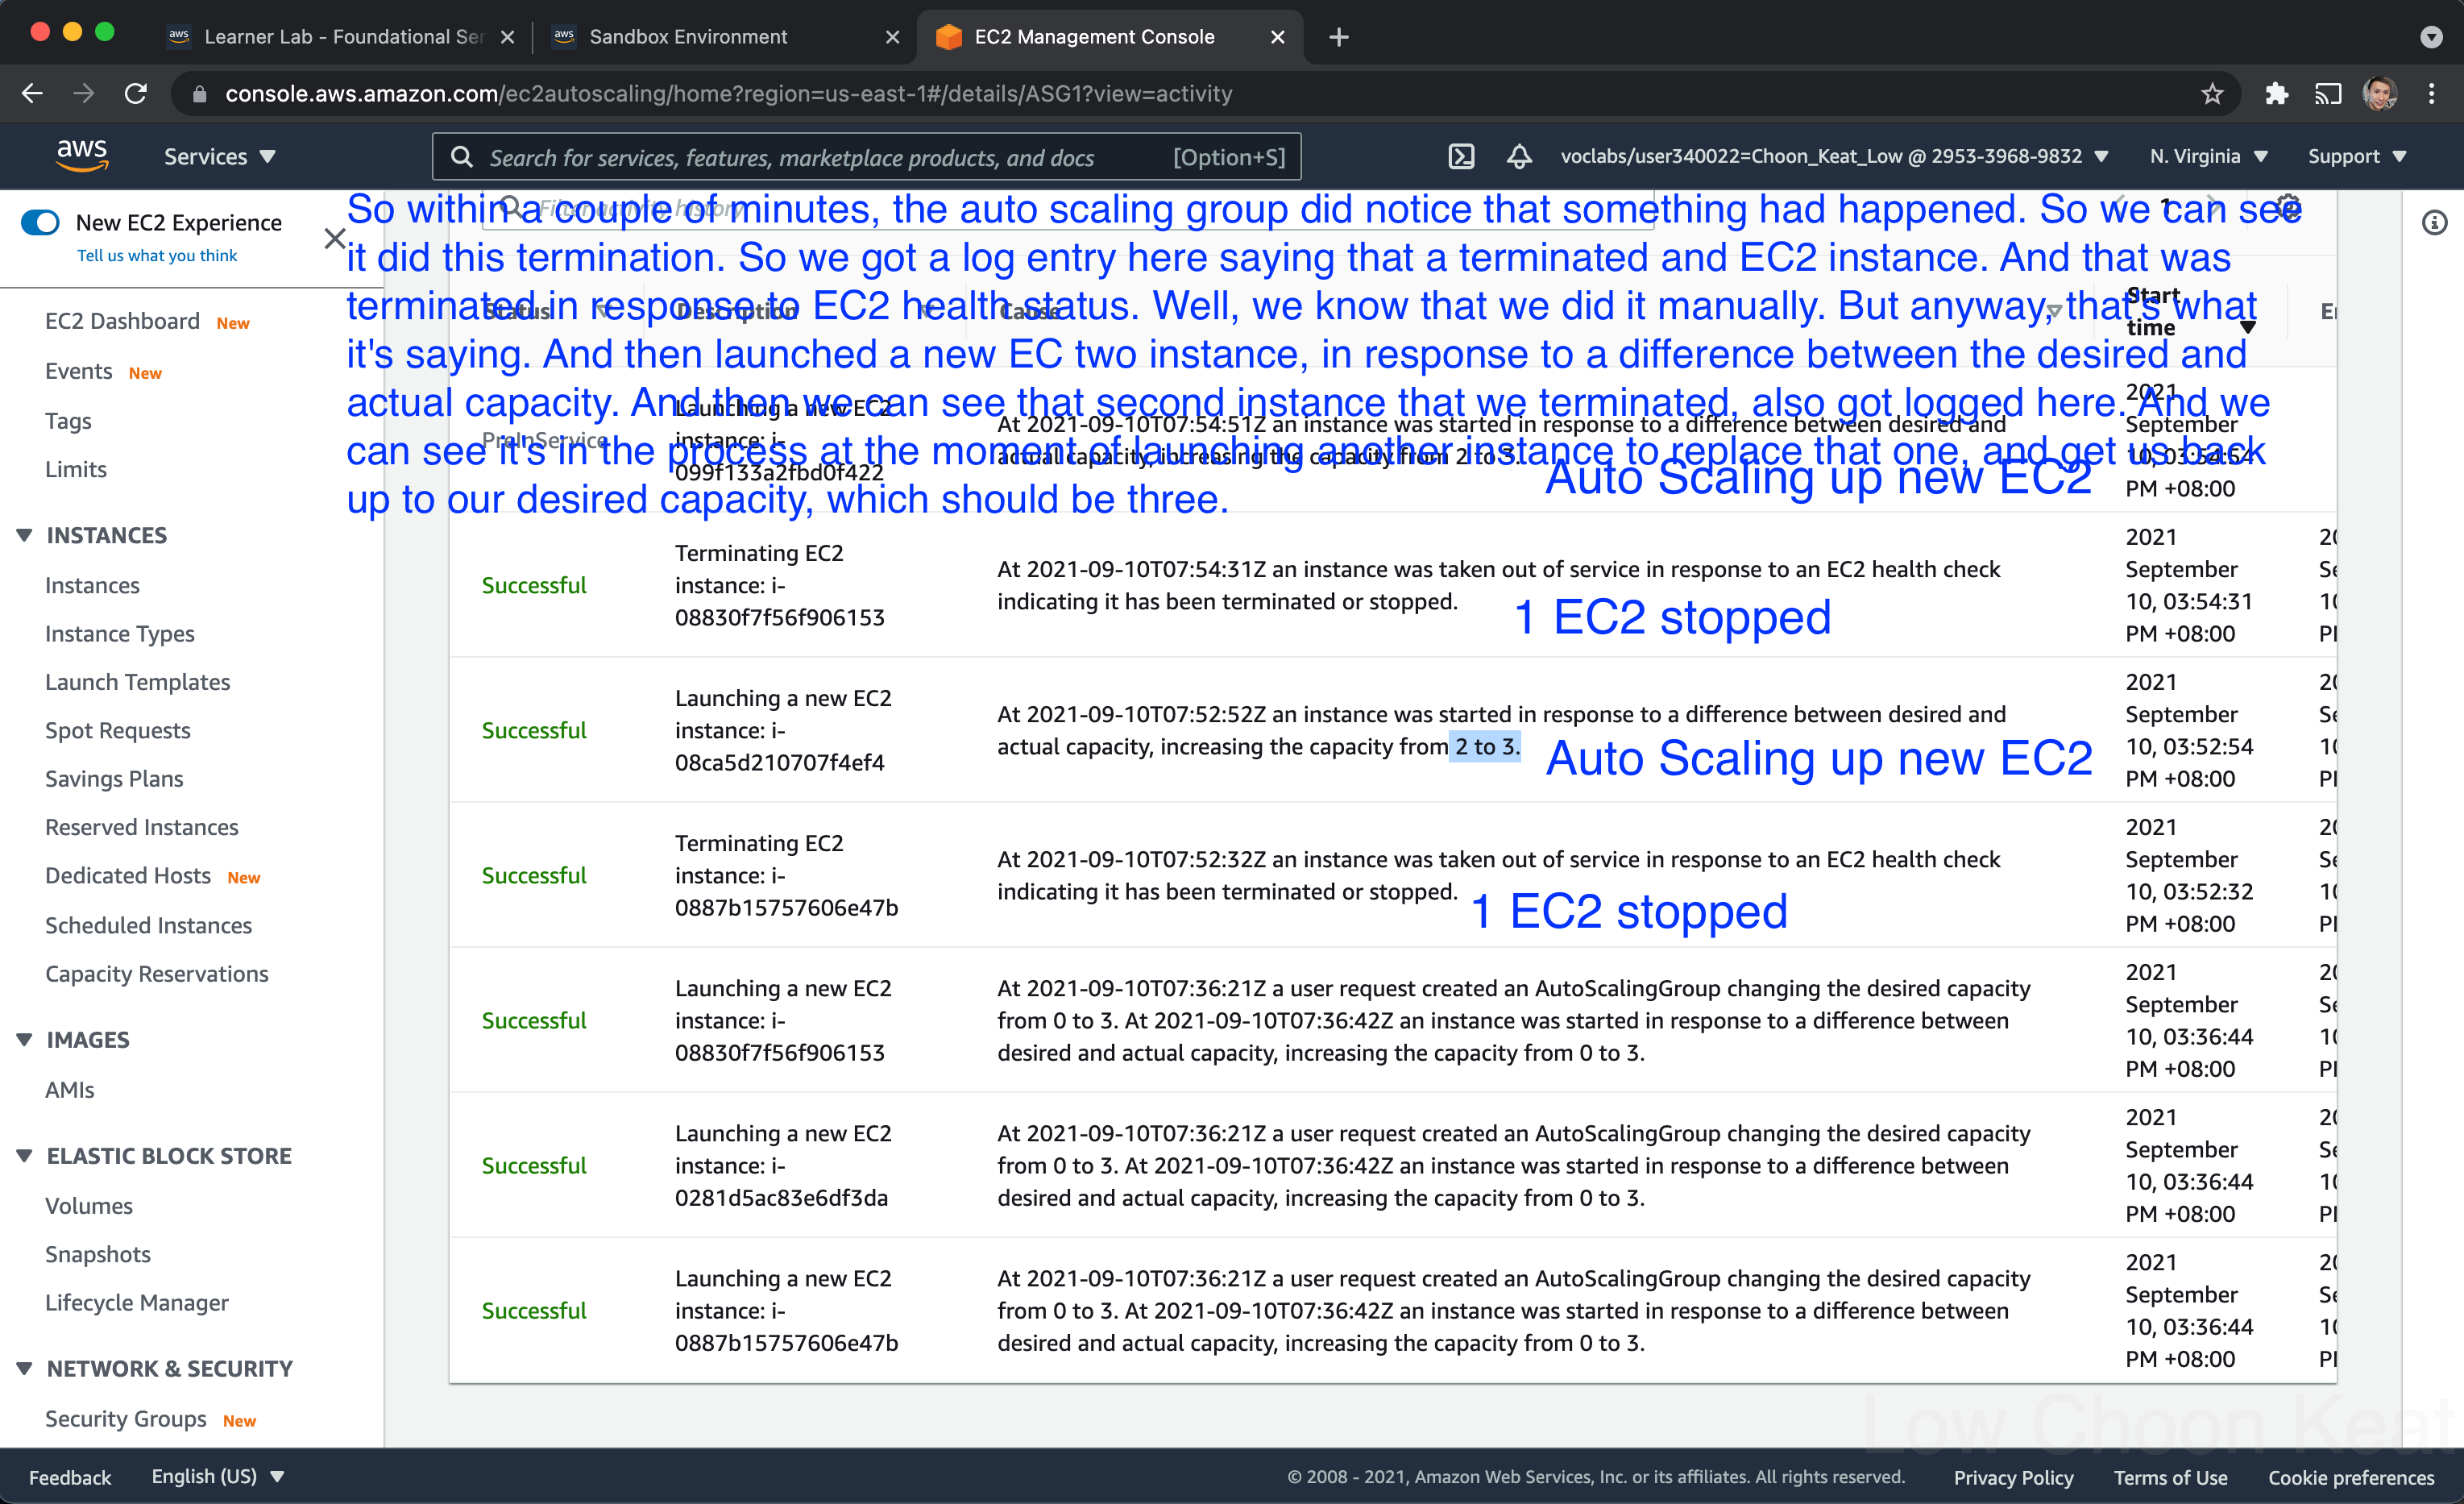 Learner Lab - Foundational Ser
Sandbox Environment
EC2 Management Console
console.aws.amazon.com/ec2autoscaling/home?region=us-east-1#/details/ASG1?view=activity
aws
Services
Search for services, features, marketplace products, and docs
[Option+S]
voclabs/user340022=Choon_Keat_Low @ 2953-3968-9832
N. Virginia
Support
New EC2 Experience
Tell us what you think
EC2 Dashboard New
Events New
Tags
Limits
INSTANCES
Instances
Instance Types
Launch Templates
Spot Requests
Savings Plans
Reserved Instances
Dedicated Hosts New
Scheduled Instances
Capacity Reservations
IMAGES
AMIs
ELASTIC BLOCK STORE
Volumes
Snapshots
Lifecycle Manager
NETWORK & SECURITY
Security Groups New
So within a couple of minutes, the auto scaling group did notice that something had happened. So we can see
it did this termination. So we got a log entry here saying that a terminated and EC2 instance. And that was
terminated in response to EC2 health status. Well, we know that we did it manually. But anyway, that's what
it's saying. And then launched a new EC two instance, in response to a difference between the desired and
actual capacity. And then we can see that second instance that we terminated, also got logged here. And we
can see it's in the process at the moment of launching another instance to replace that one, and get us back
up to our desired capacity, which should be three.
Filter activity history
1
Status
Description
Cause
Start
time
PreInService
Launching a new EC2
instance: i-
099f133a2fbd0f422
At 2021-09-10T07:54:51Z an instance was started in response to a difference between desired and
actual capacity, increasing the capacity from 2 to 3.
Auto Scaling up new EC2
2021
September
10, 03:54:54
PM +08:00
Successful
Terminating EC2
instance: i-
08830f7f56f906153
At 2021-09-10T07:54:31Z an instance was taken out of service in response to an EC2 health check
indicating it has been terminated or stopped.
1 EC2 stopped
2021
September
10, 03:54:31
PM +08:00
Successful
Launching a new EC2
instance: i-
08ca5d210707f4ef4
At 2021-09-10T07:52:52Z an instance was started in response to a difference between desired and
actual capacity, increasing the capacity from 2 to 3.
Auto Scaling up new EC2
2021
September
10, 03:52:54
PM +08:00
Successful
Terminating EC2
instance: i-
0887b15757606e47b
At 2021-09-10T07:52:32Z an instance was taken out of service in response to an EC2 health check
indicating it has been terminated or stopped.
1 EC2 stopped
2021
September
10, 03:52:32
PM +08:00
Successful
Launching a new EC2
instance: i-
08830f7f56f906153
At 2021-09-10T07:36:21Z a user request created an AutoScalingGroup changing the desired capacity
from 0 to 3. At 2021-09-10T07:36:42Z an instance was started in response to a difference between
desired and actual capacity, increasing the capacity from 0 to 3.
2021
September
10, 03:36:44
PM +08:00
Successful
Launching a new EC2
instance: i-
0281d5ac83e6df3da
At 2021-09-10T07:36:21Z a user request created an AutoScalingGroup changing the desired capacity
from 0 to 3. At 2021-09-10T07:36:42Z an instance was started in response to a difference between
desired and actual capacity, increasing the capacity from 0 to 3.
2021
September
10, 03:36:44
PM +08:00
Successful
Launching a new EC2
instance: i-
0887b15757606e47b
At 2021-09-10T07:36:21Z a user request created an AutoScalingGroup changing the desired capacity
from 0 to 3. At 2021-09-10T07:36:42Z an instance was started in response to a difference between
desired and actual capacity, increasing the capacity from 0 to 3.
2021
September
10, 03:36:44
PM +08:00
Low Choon Keat
Feedback
English (US)
© 2008 - 2021, Amazon Web Services, Inc. or its affiliates. All rights reserved.
Privacy Policy
Terms of Use
Cookie preferences